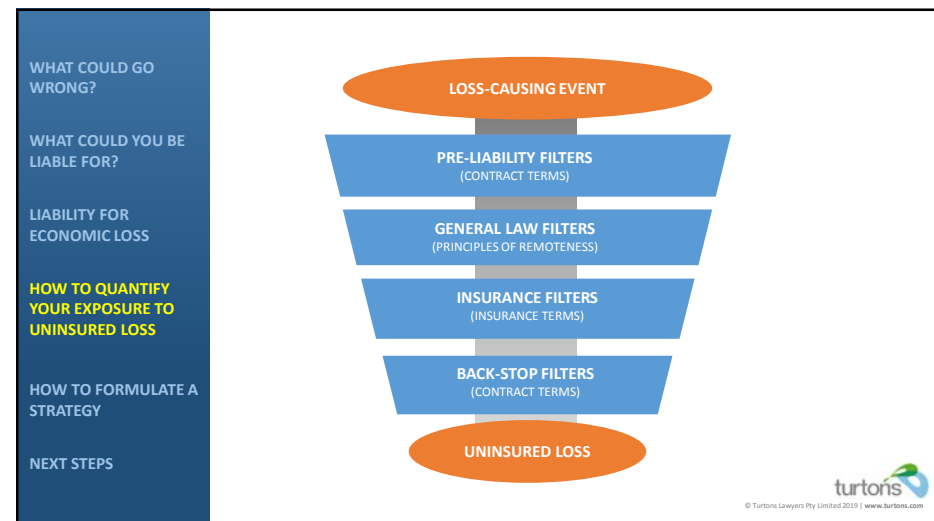 WHAT COULD GO
WRONG?
WHAT COULD YOU BE
LIABLE FOR?
LIABILITY FOR
ECONOMIC LOSS
HOW TO QUANTIFY
YOUR EXPOSURE TO
UNINSURED LOSS
HOW TO FORMULATE A
STRATEGY
NEXT STEPS
LOSS-CAUSING EVENT
PRE-LIABILITY FILTERS
(CONTRACT TERMS)
GENERAL LAW FILTERS
(PRINCIPLES OF REMOTENESS)
INSURANCE FILTERS
(INSURANCE TERMS)
BACK-STOP FILTERS
(CONTRACT TERMS)
UNINSURED LOSS
turtons
© Turtons Lawyers Pty Limited 2019 | www.turtons.com